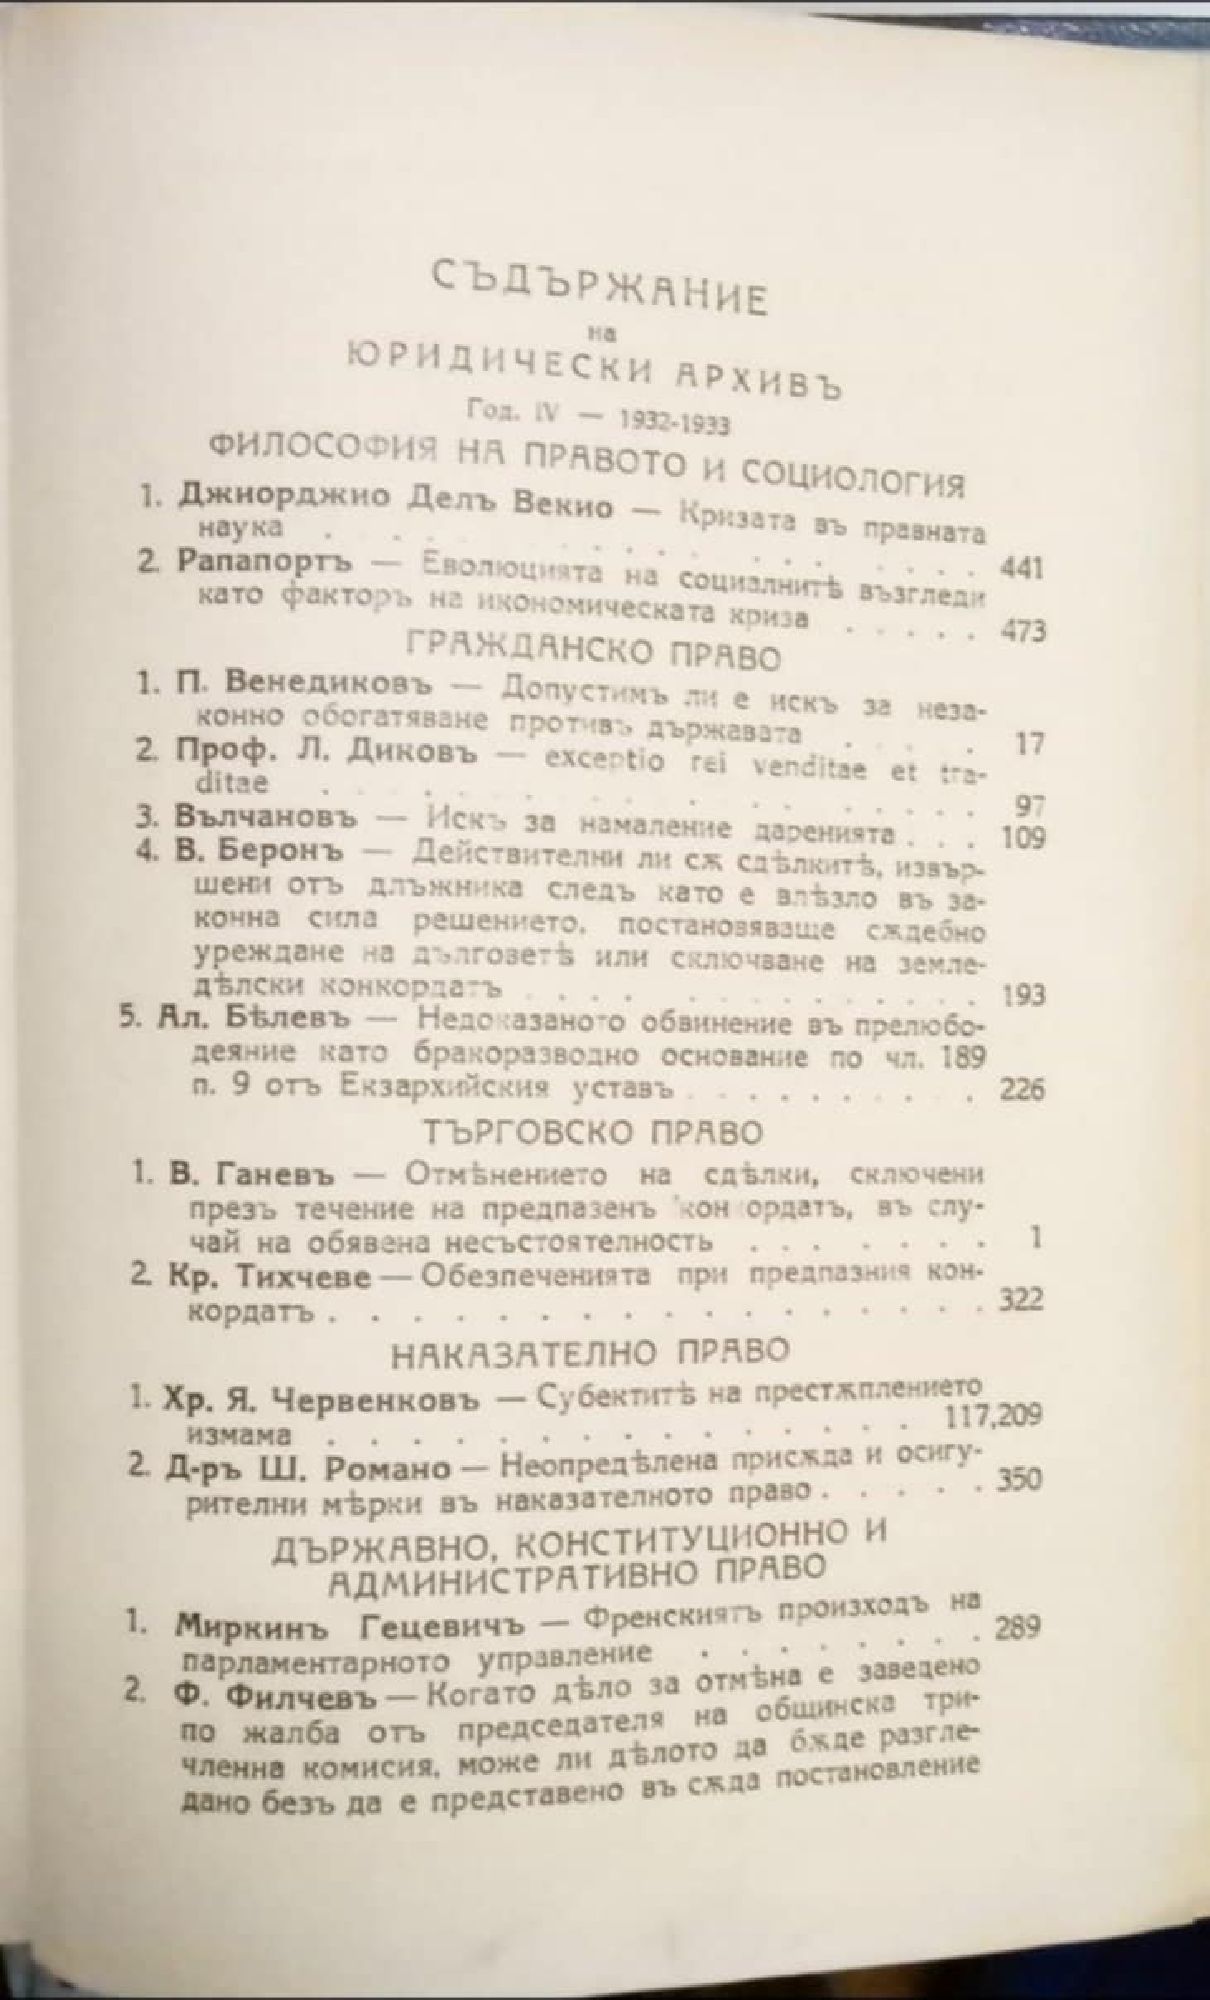 СЪДЪРЖАНИЕ
на
ЮРИДИЧЕСКИ АРХИВЪ
Год. IV — 1932-1933
ФИЛОСОФИЯ НА ПРАВОТО И СОЦИОЛОГИЯ
1. Джиорджио Делъ Векио — Кризата въ правната
наука . . . . . . . . . . . . 441
2. Рапапортъ — Еволюцията на социалнитѣ възгледи
като факторъ на икономическата криза . . . . . 473
ГРАЖДАНСКО ПРАВО
1. П. Венедиковъ — Допустимъ ли е искъ за неза-
конно обогатяване противъ държавата . . . . 17
2. Проф. Л. Диковъ — exceptio rei venditae et tra-
ditae . . . . . . . . . . . . . 97
3. Вълчановъ — Искъ за намаление даренията . . . 109
4. В. Беронъ — Действителни ли сѫ сдѣлкитѣ, извър-
шени отъ длъжника следъ като е влѣзло въ за-
конна сила решението, постановяваще сѫдебно
уреждане на дълговетѣ или сключване на земле-
дѣлски конкордатъ . . . . . . . . . . . 193
5. Ал. Бѣлевъ — Недоказаното обвинение въ прелюбо-
деяние като бракоразводно основание по чл. 189
п. 9 отъ Екзархийския уставъ . . . . . . . . . 226
ТЪРГОВСКО ПРАВО
1. В. Ганевъ — Отмѣнението на сдѣлки, сключени
презъ течение на предпазенъ конкордатъ, въ слу-
чай на обявена несъстоятелность . . . . . . . 1
2. Кр. Тихчеве — Обезпеченията при предпазния кон-
кордатъ . . . . . . . . . . . . . . . . 322
НАКАЗАТЕЛНО ПРАВО
1. Хр. Я. Червенковъ — Субектитѣ на престѫплението
измама . . . . . . . . . . . . . . 117,209
2. Д-ръ Ш. Романо — Неопредѣлена присѫда и осигу-
рителни мѣрки въ наказателното право . . . . . 350
ДЪРЖАВНО, КОНСТИТУЦИОННО И
АДМИНИСТРАТИВНО ПРАВО
1. Миркинъ Гецевичъ — Френскиятъ произходъ на
парламентарното управление . . . . . . . . 289
2. Ф. Филчевъ — Когато дѣло за отмѣна е заведено
по жалба отъ председателя на общинска три-
членна комисия, може ли дѣлото да бѫде разгле-
дано безъ да е представено въ сѫда постановление